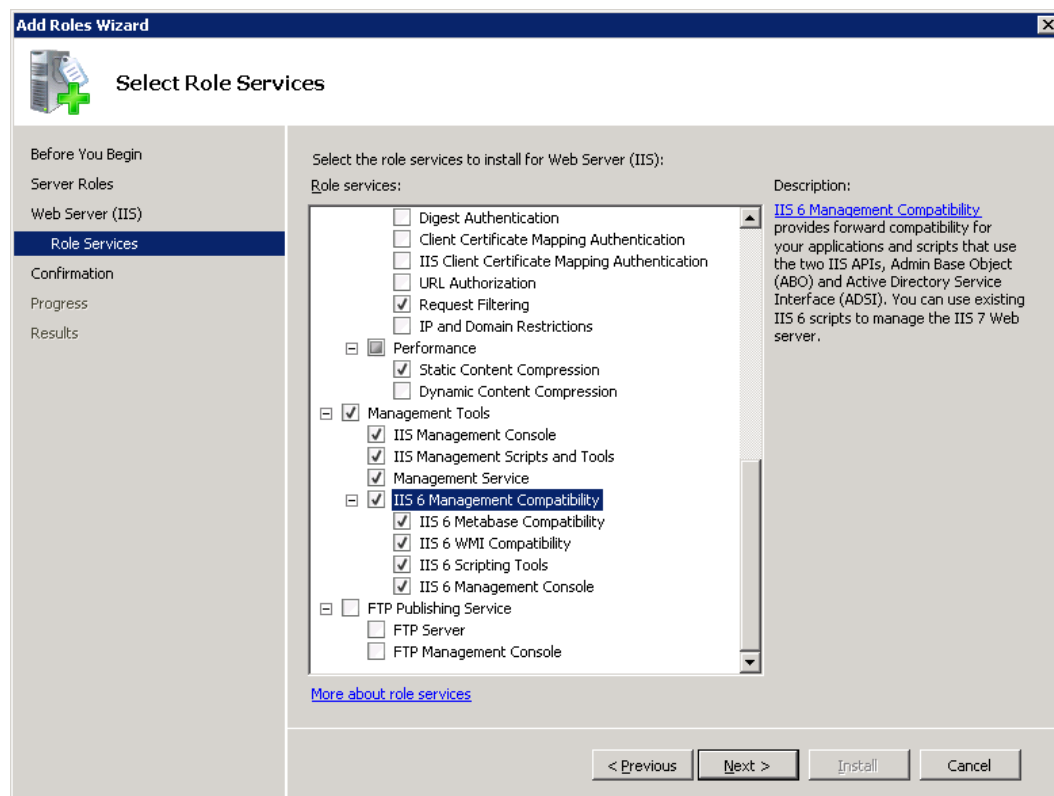 Add Roles Wizard
Select Role Services
Before You Begin
Server Roles
Web Server (IIS)
Role Services
Confirmation
Progress
Results
Select the role services to install for Web Server (IIS):
Role services:
Digest Authentication
Client Certificate Mapping Authentication
IIS Client Certificate Mapping Authentication
URL Authorization
Request Filtering
IP and Domain Restrictions
Performance
Static Content Compression
Dynamic Content Compression
Management Tools
IIS Management Console
IIS Management Scripts and Tools
Management Service
IIS 6 Management Compatibility
IIS 6 Metabase Compatibility
IIS 6 WMI Compatibility
IIS 6 Scripting Tools
IIS 6 Management Console
FTP Publishing Service
FTP Server
FTP Management Console
More about role services
Description:
IIS 6 Management Compatibility
provides forward compatibility for
your applications and scripts that use
the two IIS APIs, Admin Base Object
(ABO) and Active Directory Service
Interface (ADSI). You can use existing
IIS 6 scripts to manage the IIS 7 Web
server.
< Previous
Next >
Install
Cancel